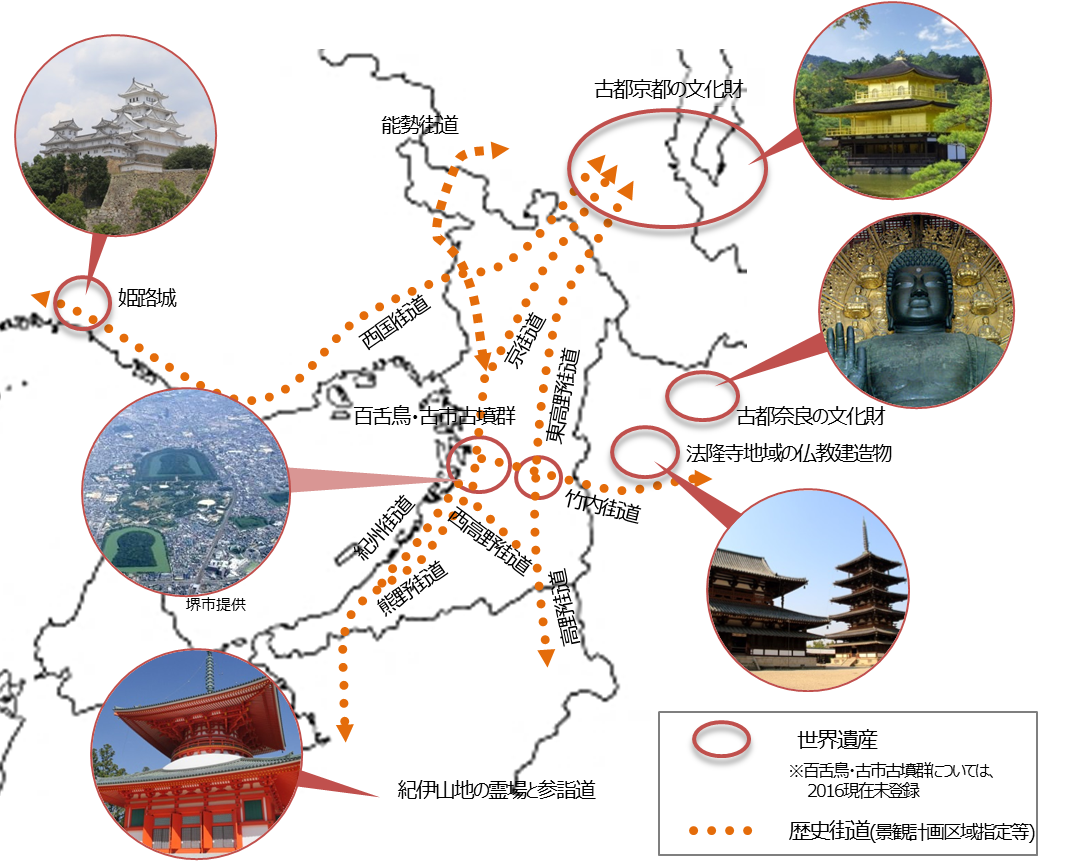 古都京都の文化財
能勢街道
姫路城
西国街道
京街道
東高野街道
百舌鳥・古市古墳群
古都奈良の文化財
法隆寺地域の仏教建造物
竹内街道
紀州街道
西高野街道
熊野街道
高野街道
堺市提供
紀伊山地の霊場と参詣道
世界遺産
※百舌鳥・古市古墳群については、
2016現在未登録
歴史街道(景観計画区域指定等)